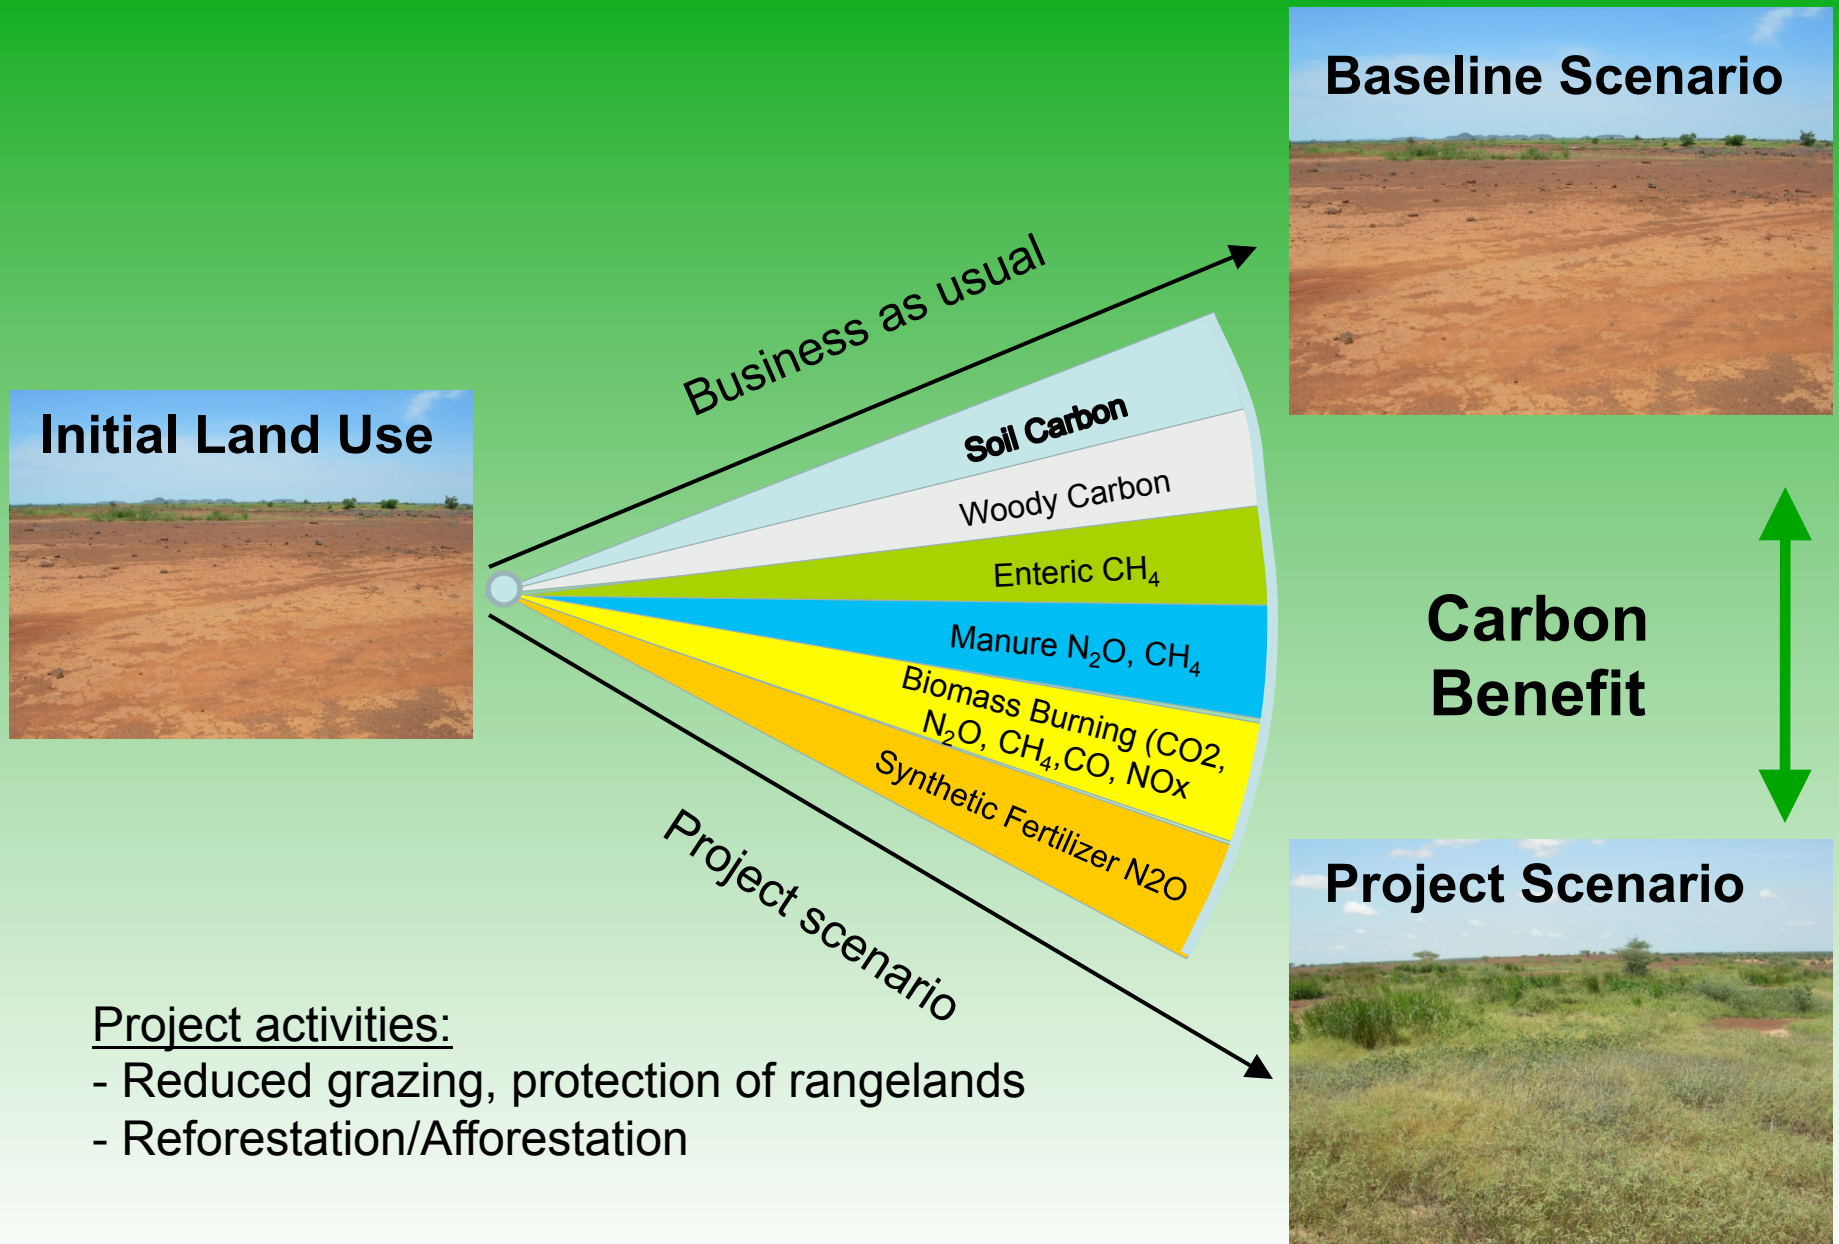 Baseline Scenario
Business as usual
Initial Land Use
Soil Carbon
Woody Carbon
Enteric CH₄
Manure N₂O, CH₄
Biomass Burning (CO2,
N₂O, CH₄,CO, NOx
Synthetic Fertilizer N2O
Carbon
Benefit
Project scenario
Project Scenario
Project activities:
- Reduced grazing, protection of rangelands
- Reforestation/Afforestation